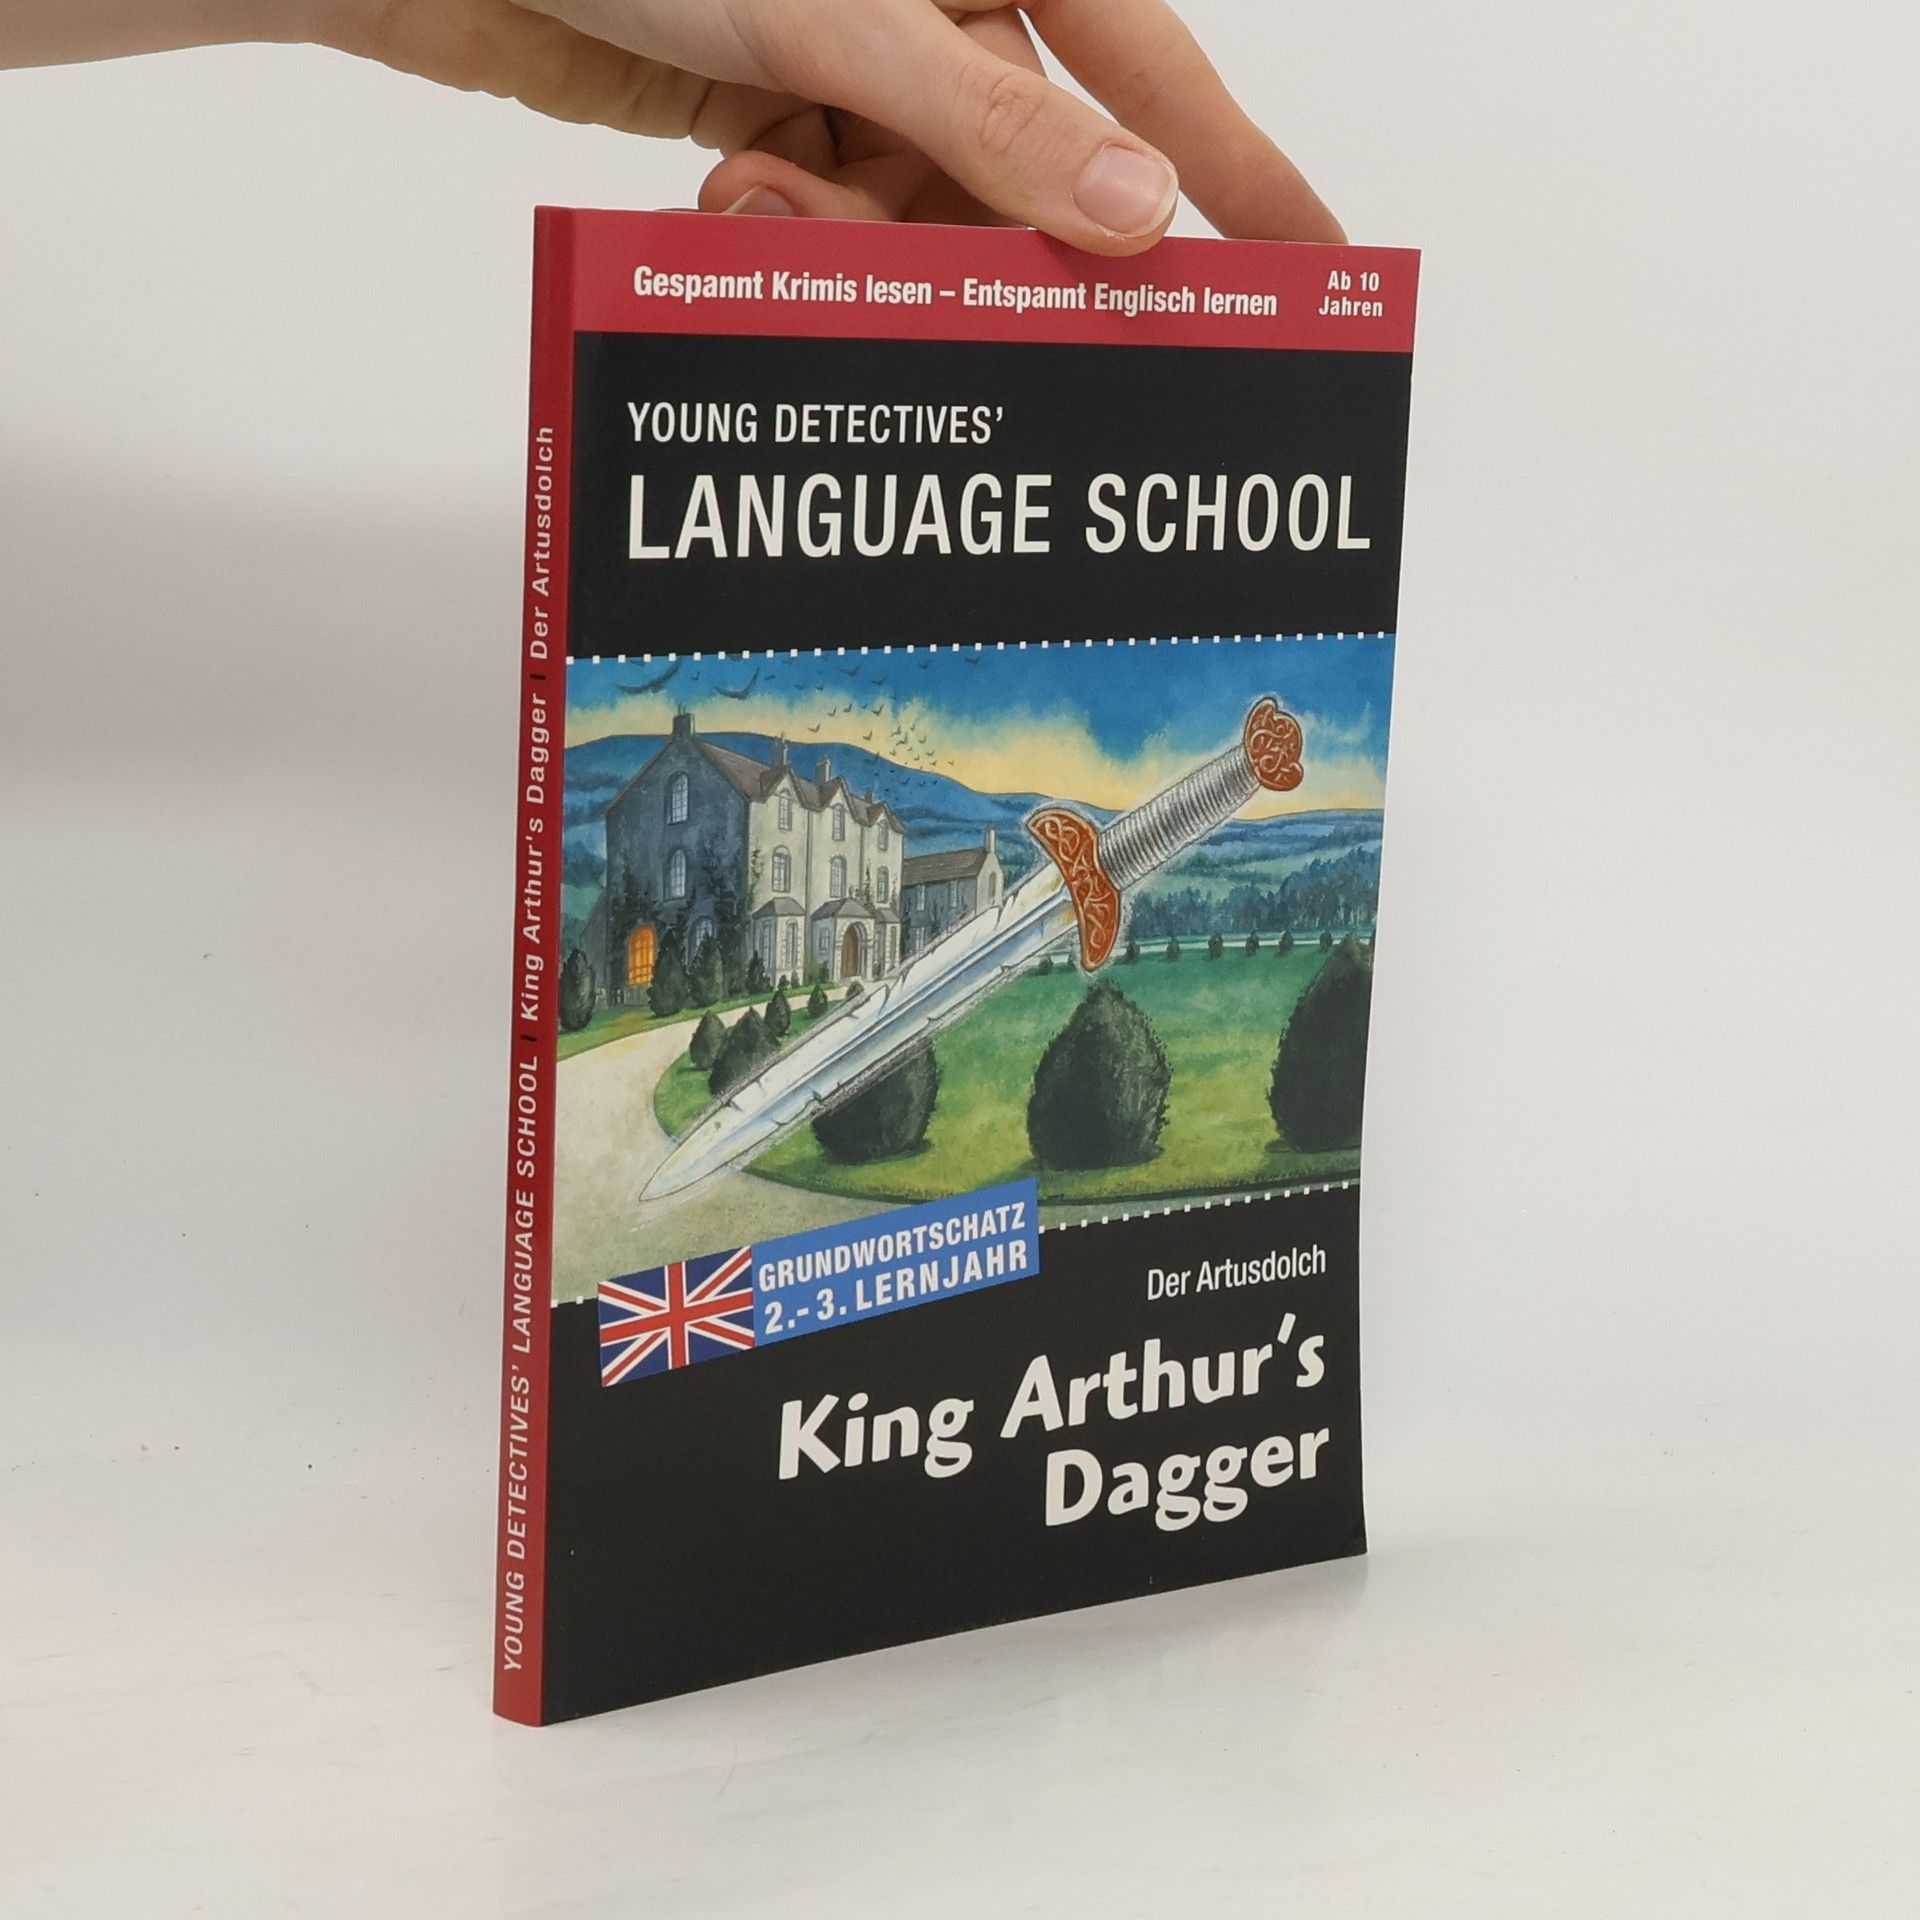 Gespannt Krimis lesen – Entspannt Englisch lernen
Ab 10
Jahren
YOUNG DETECTIVES'
LANGUAGE SCHOOL
GRUNDWORTSCHATZ
2.-3. LERNJAHR
Der Artusdolch
King Arthur's
Dagger
YOUNG DETECTIVES' LANGUAGE SCHOOL I King Arthur's Dagger I Der Artusdolch